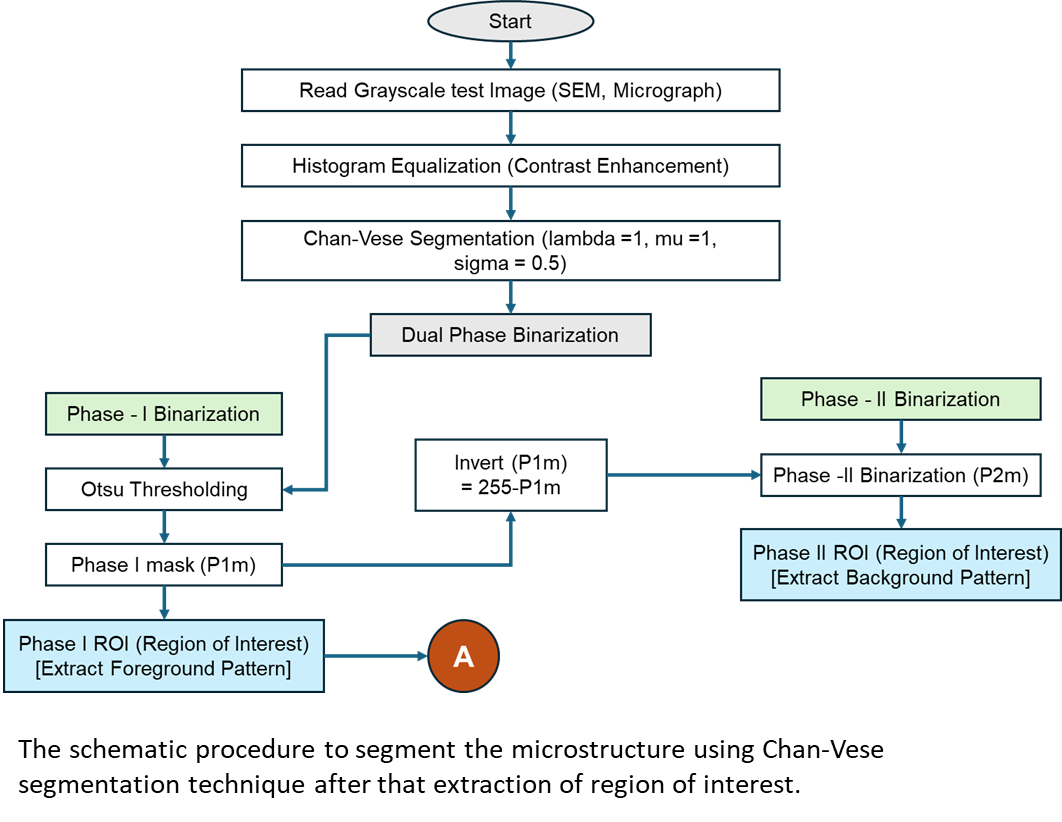 Start
Read Grayscale test Image (SEM, Micrograph)
Histogram Equalization (Contrast Enhancement)
Chan-Vese Segmentation (lambda =1, mu =1,
sigma = 0.5)
Dual Phase Binarization
Phase - I Binarization
Otsu Thresholding
Phase I mask (P1m)
Phase I ROI (Region of Interest)
[Extract Foreground Pattern]
A
Invert (P1m)
= 255-P1m
Phase - II Binarization
Phase -II Binarization (P2m)
Phase II ROI (Region of Interest)
[Extract Background Pattern]
The schematic procedure to segment the microstructure using Chan-Vese
segmentation technique after that extraction of region of interest.